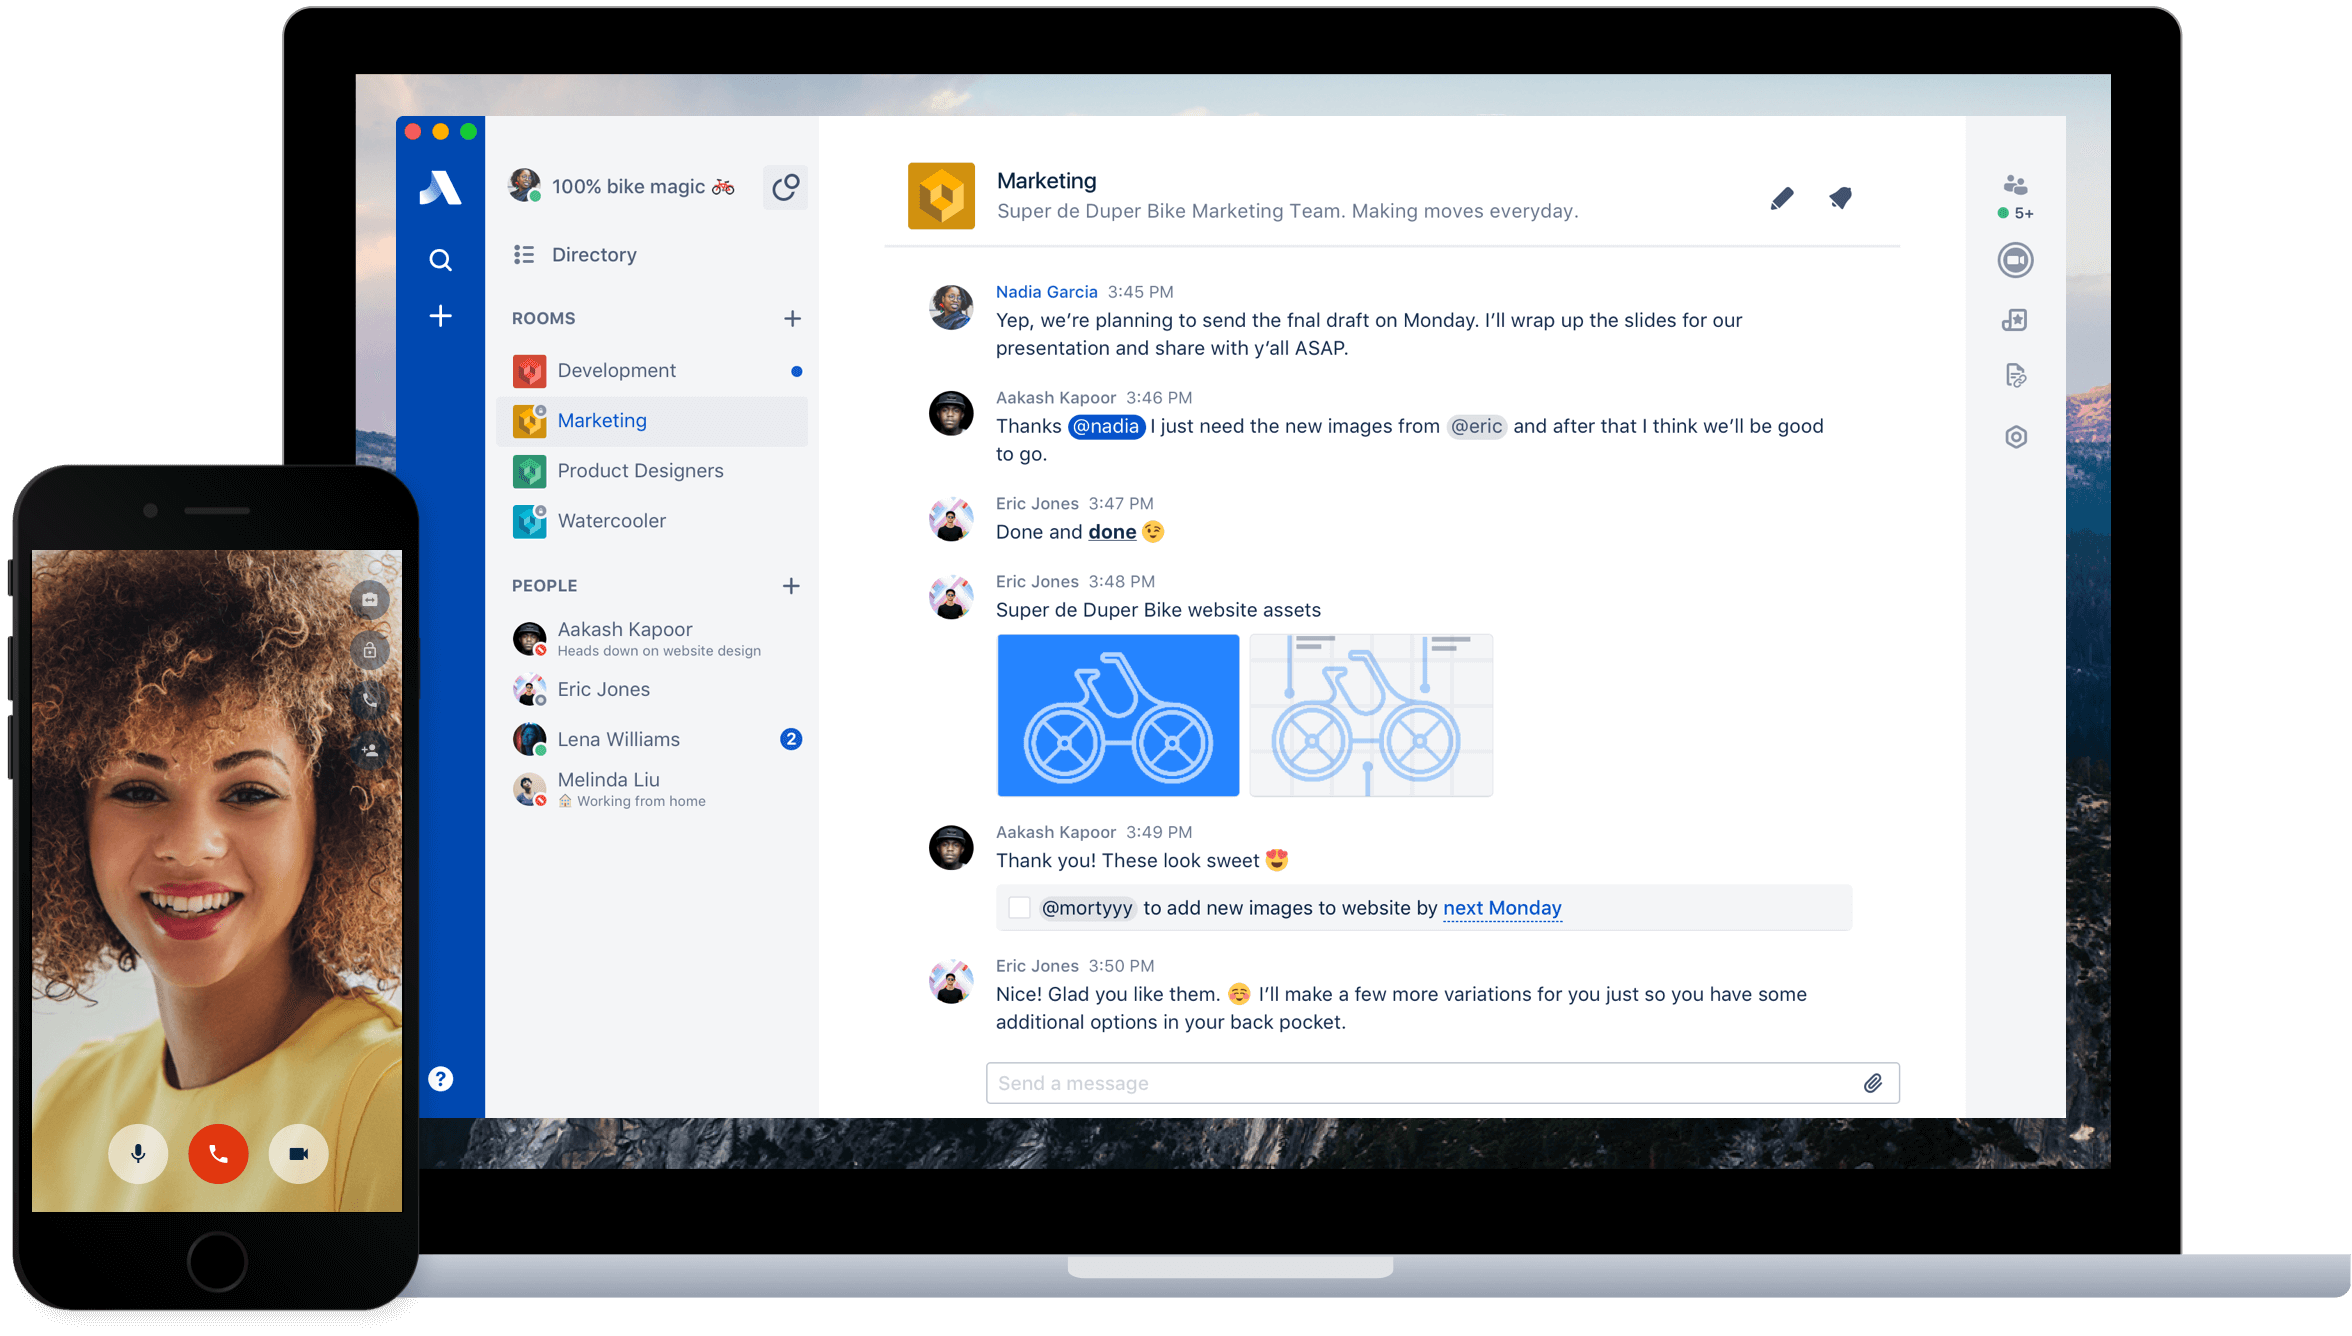 100% bike magic 🚲
Directory
ROOMS
Development
Marketing
Product Designers
Watercooler
PEOPLE
Aakash Kapoor
Heads down on website design
Eric Jones
Lena Williams
2
Melinda Liu
🏠 Working from home
?
Marketing
Super de Duper Bike Marketing Team. Making moves everyday.
Nadia Garcia 3:45 PM
Yep, we’re planning to send the fnal draft on Monday. I’ll wrap up the slides for our
presentation and share with y’all ASAP.
Aakash Kapoor 3:46 PM
Thanks @nadia I just need the new images from @eric and after that I think we’ll be good
to go.
Eric Jones 3:47 PM
Done and done 😉
Eric Jones 3:48 PM
Super de Duper Bike website assets
Aakash Kapoor 3:49 PM
Thank you! These look sweet 😍
@mortyyy to add new images to website by next Monday
Eric Jones 3:50 PM
Nice! Glad you like them. ☺️ I’ll make a few more variations for you just so you have some
additional options in your back pocket.
Send a message
5+